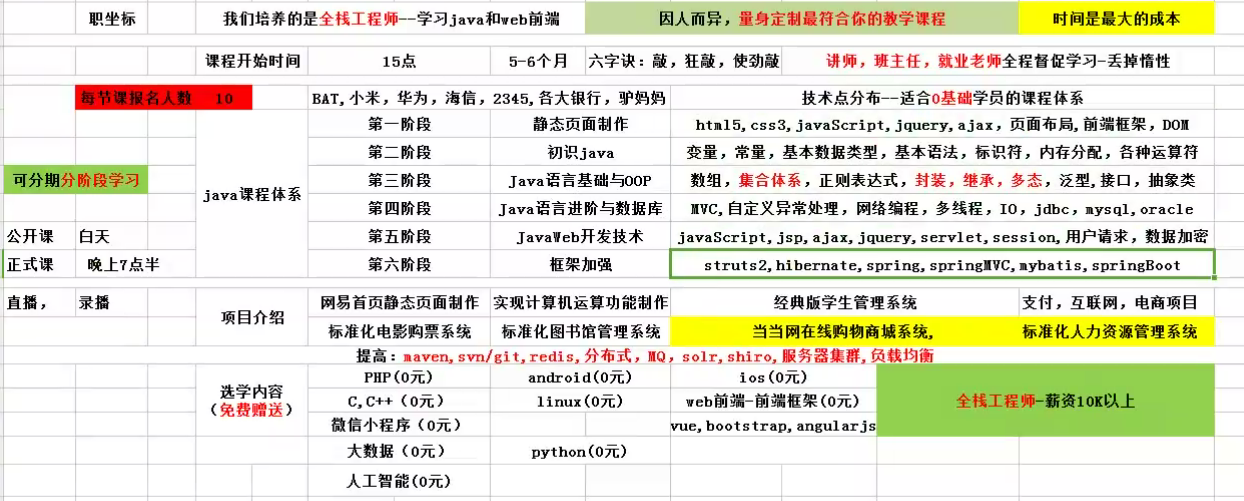 职坐标 我们培养的是全栈工程师--学习java和web前端 因人而异，量身定制最符合你的教学课程 时间是最大的成本
课程开始时间 15点 5-6个月 六字诀：敲，狂敲，使劲敲 讲师，班主任，就业老师全程督促学习-丢掉惰性
每节课报名人数 10 BAT,小米，华为，海信，2345,各大银行，驴妈妈 技术点分布--适合0基础学员的课程体系
第一阶段 静态页面制作 html5,css3,javaScript,jquery,ajax，页面布局,前端框架，DOM
第二阶段 初识java 变量，常量，基本数据类型，基本语法，标识符，内存分配，各种运算符
可分期分阶段学习 java课程体系 第三阶段 Java语言基础与OOP 数组，集合体系，正则表达式，封装，继承，多态，泛型,接口，抽象类
第四阶段 Java语言进阶与数据库 MVC,自定义异常处理，网络编程，多线程，IO，jdbc，mysql,oracle
公开课 白天 第五阶段 JavaWeb开发技术 javaScript,jsp,ajax,jquery,servlet,session,用户请求，数据加密
正式课 晚上7点半 第六阶段 框架加强 struts2,hibernate,spring,springMVC,mybatis,springBoot
直播， 录播 项目介绍 网易首页静态页面制作 实现计算机运算功能制作 经典版学生管理系统 支付，互联网，电商项目
标准化电影购票系统 标准化图书馆管理系统 当当网在线购物商城系统, 标准化人力资源管理系统
提高：maven,svn/git,redis,分布式，MQ，solr,shiro,服务器集群,负载均衡
选学内容 PHP(0元) android(0元) ios(0元)
（免费赠送） C,C++（0元） linux(0元) web前端-前端框架(0元) 全栈工程师-薪资10K以上
微信小程序（0元） vue,bootstrap,angularjs
大数据（0元） python(0元)
人工智能(0元)